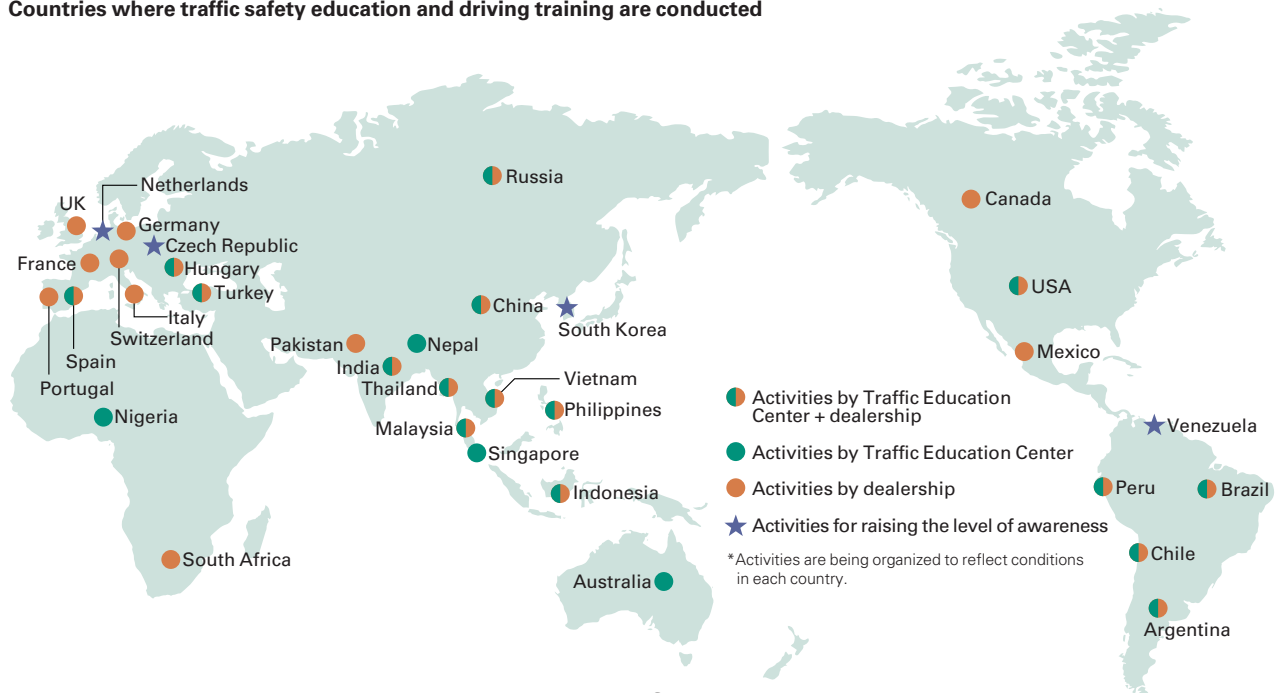 Countries where traffic safety education and driving training are conducted
Netherlands
UK
Germany
Czech Republic
France
Hungary
Turkey
Italy
Switzerland
Spain
Portugal
Nigeria
South Africa
Russia
China
South Korea
Pakistan
Nepal
India
Thailand
Vietnam
Philippines
Malaysia
Singapore
Indonesia
Australia
Canada
USA
Mexico
Venezuela
Peru
Brazil
Chile
Argentina
Activities by Traffic Education
Center + dealership
Activities by Traffic Education Center
Activities by dealership
Activities for raising the level of awareness
*Activities are being organized to reflect conditions
in each country.